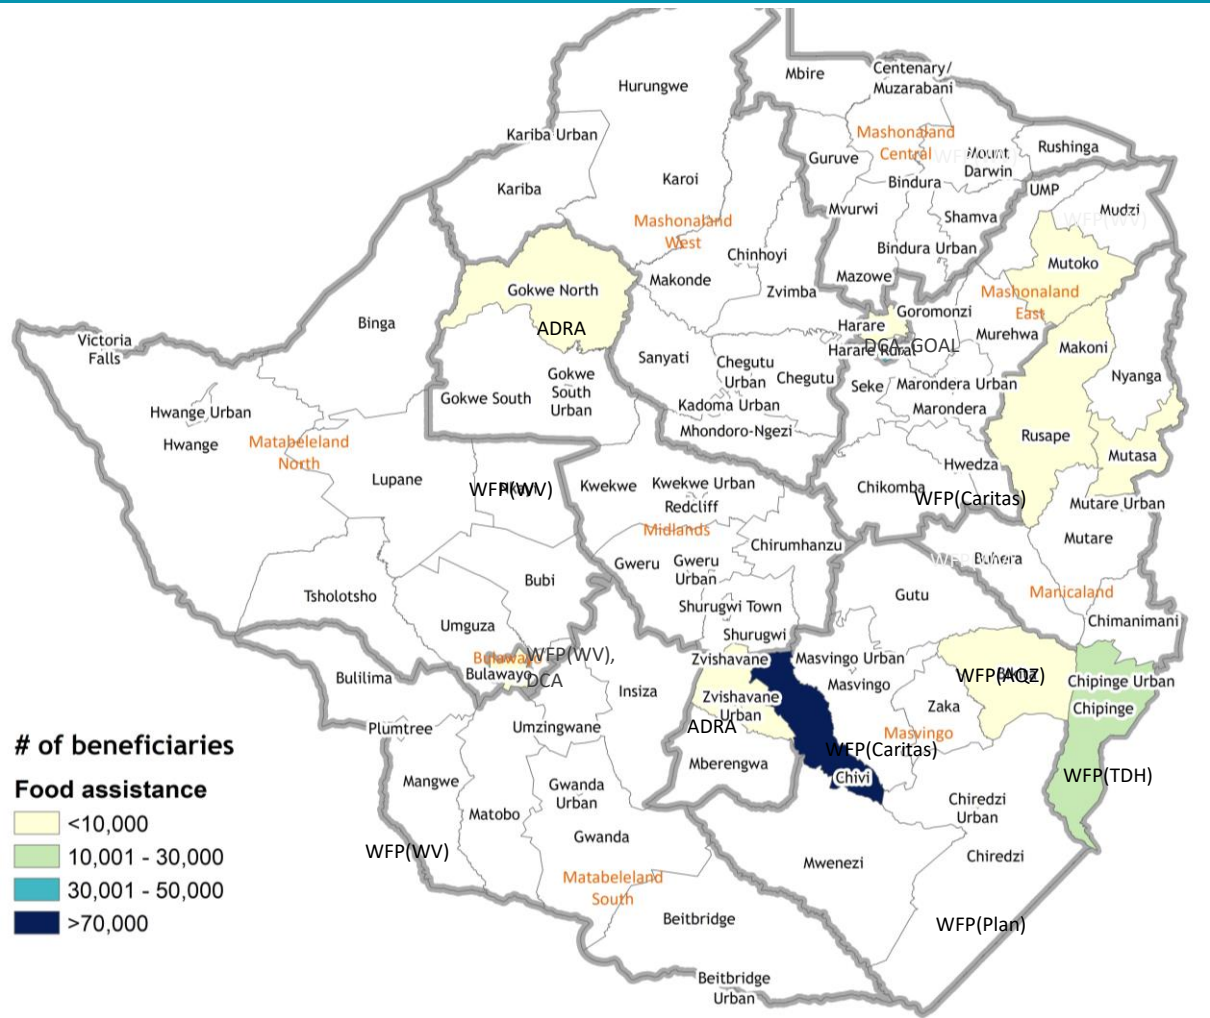 Mbire
Centenary/
Muzarabani
Hurungwe
Kariba Urban
Mashonaland
Central
Guruve
WFP(
Mount
Darwin
Rushinga
Kariba
Karoi
Bindura
UMP
Mvurwi
Shamva
Mudzi
WFP(WV)
Mashonaland
West
Chinhoyi
Bindura Urban
Makonde
Zvimba
Mazowe
Mutoko
Gokwe North
Mashonaland
East
ADRA
Binga
Goromonzi
Harare
DCA, GOAL
Harare Rural
Murehwa
Makoni
Nyanga
Victoria
Falls
Sanyati
Chegutu
Urban
Chegutu
Seke
Marondera Urban
Marondera
Gokwe South
Gokwe
South
Urban
Kadoma Urban
Mhondoro-Ngezi
Hwange Urban
Hwange
Matabeleland
North
Rusape
Mutasa
Hwedza
Lupane
WFP(WV)
Kwekwe
Kwekwe Urban
Redcliff
Chikomba
WFP(Caritas)
Mutare Urban
Mutare
Midlands
Chirumhanzu
Buhera
Gweru
Gweru
Urban
Bubi
Tsholotsho
Gutu
Manicaland
Shurugwi Town
Chimanimani
Umguza
Shurugwi
Bulawayo
WFP(WV),
DCA
Bulawayo
Bulilima
Insiza
Zvishavane
Masvingo Urban
Masvingo
WFP(AQZ)
Chipinge Urban
Chipinge
Zvishavane
Urban
Zaka
ADRA
Masvingo
Plumtree
Umzingwane
WFP(Caritas)
# of beneficiaries
Mberengwa
Chivi
WFP(TDH)
Mangwe
Food assistance
Gwanda
Urban
Matobo
Chiredzi
Urban
<10,000
Gwanda
10,001 - 30,000
WFP(WV)
Mwenezi
Chiredzi
30,001 - 50,000
Matabeleland
South
>70,000
Beitbridge
WFP(Plan)
Beitbridge
Urban